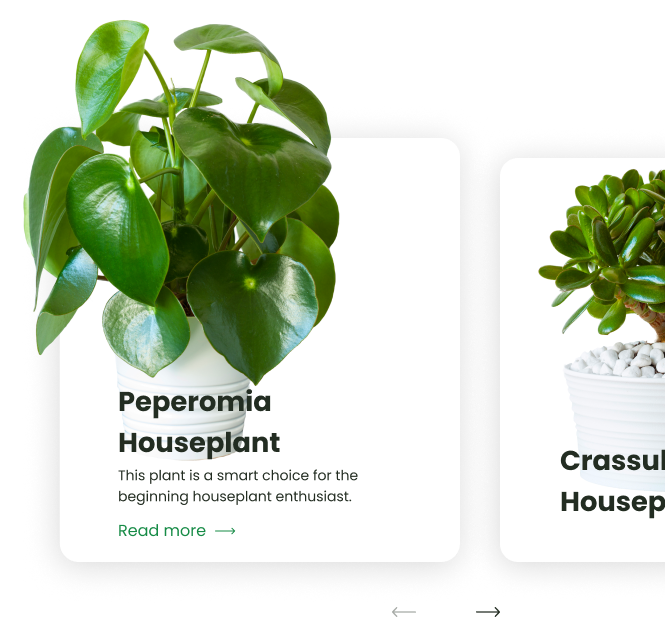 Peperomia
Houseplant
This plant is a smart choice for the
beginning houseplant enthusiast.
Read more